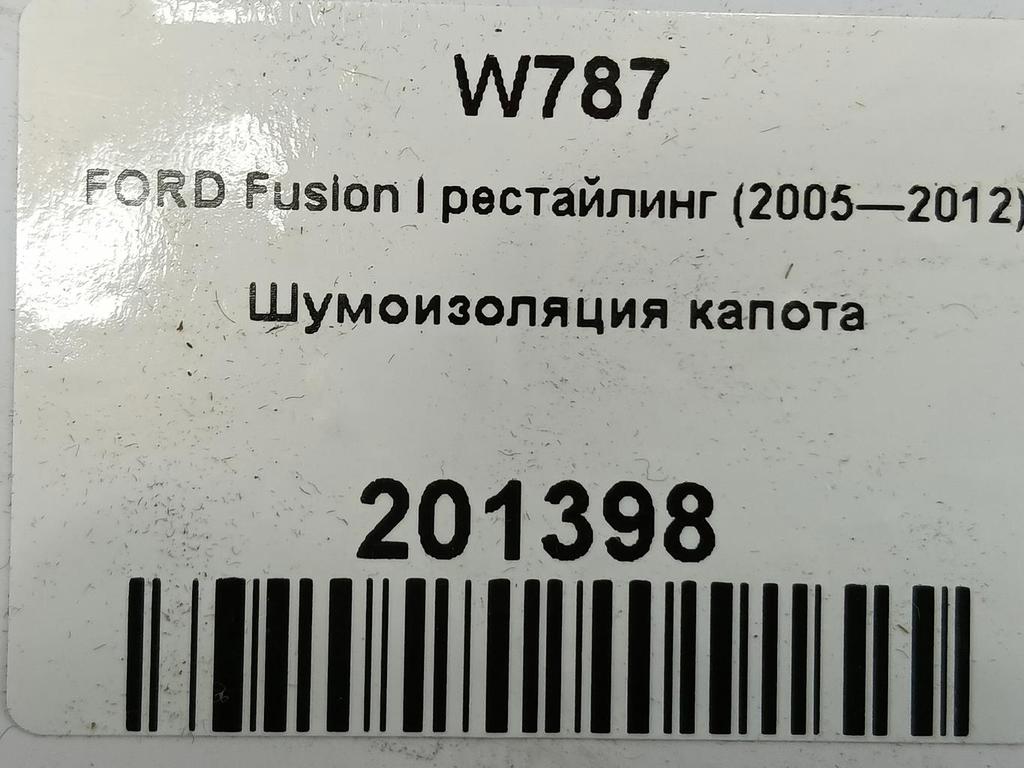 W787
FORD Fusion I рестайлинг (2005—2012)
Шумоизоляция капота
201398